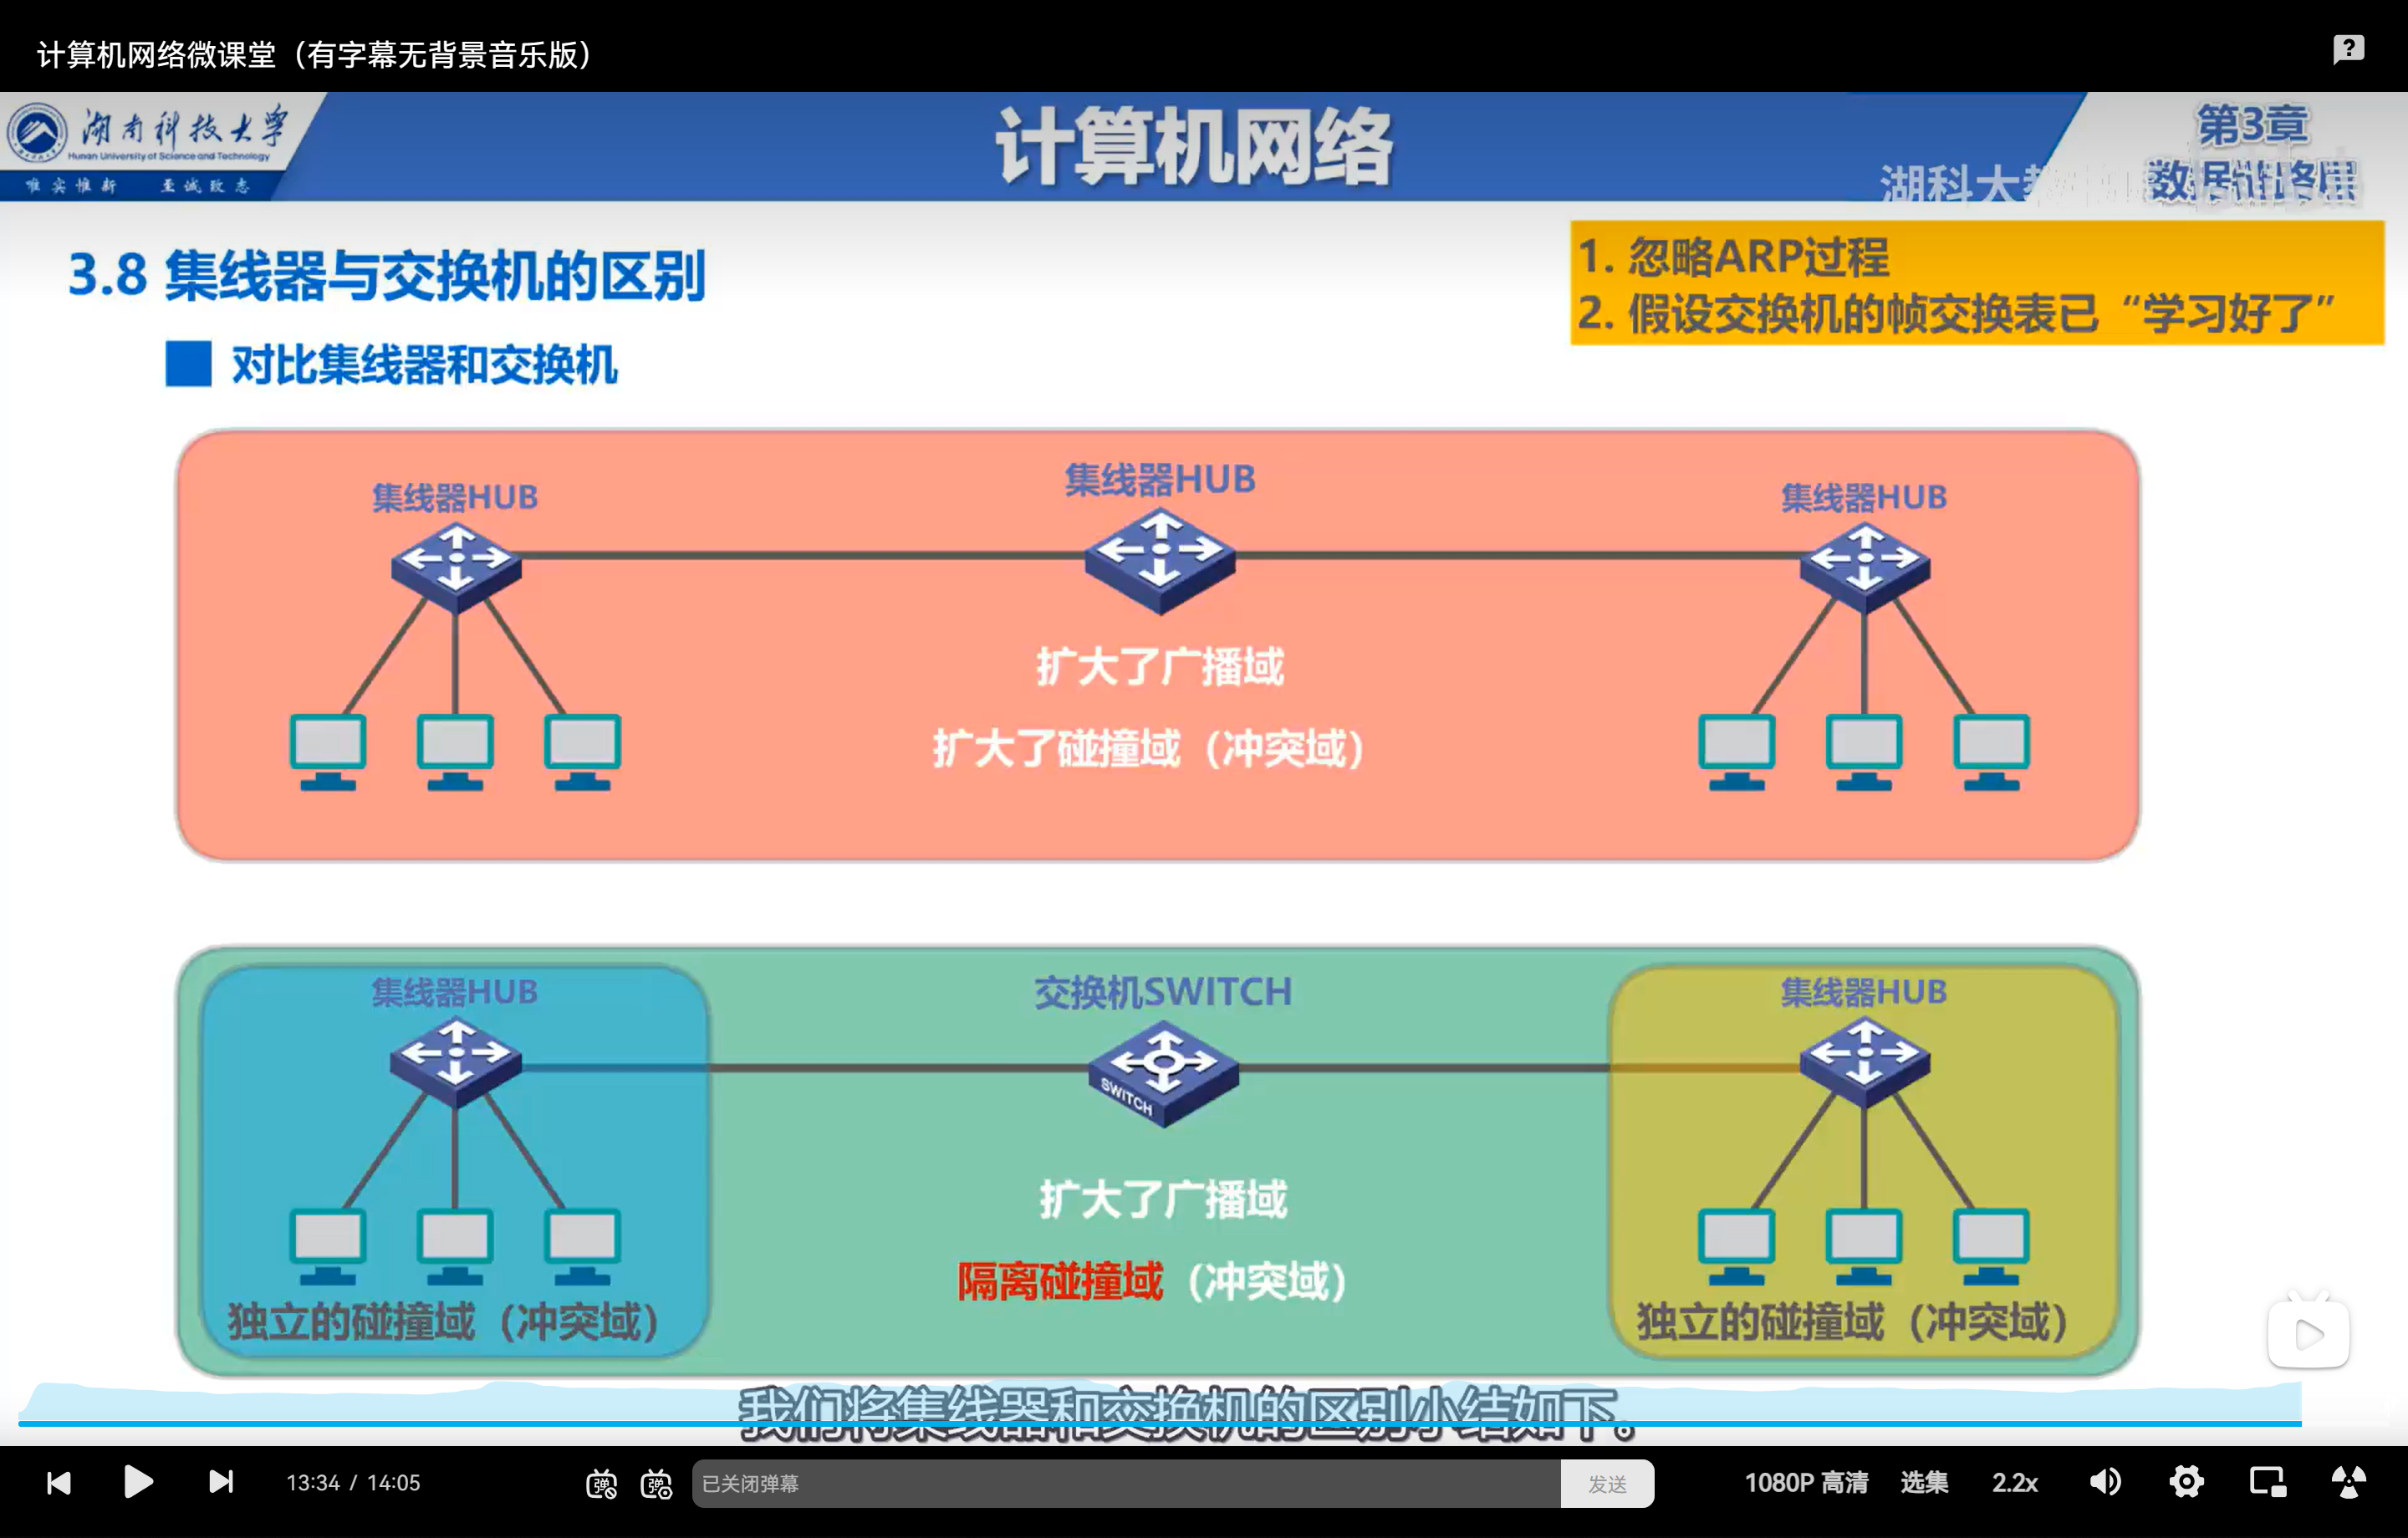 计算机网络微课堂（有字幕无背景音乐版）
湖南科技大学
Hunan University of Science and Technology
唯实惟新 至诚致志
计算机网络
第3章
数据链路层
湖科大教
3.8 集线器与交换机的区别
1. 忽略ARP过程
2. 假设交换机的帧交换表已“学习好了”
对比集线器和交换机
集线器HUB
集线器HUB
集线器HUB
扩大了广播域
扩大了碰撞域（冲突域）
集线器HUB
交换机SWITCH
集线器HUB
SWITCH
扩大了广播域
隔离碰撞域（冲突域）
独立的碰撞域（冲突域）
独立的碰撞域（冲突域）
我们将集线器和交换机的区别小结如下。
13:34 / 14:05
弹
弹
已关闭弹幕
发送
1080P 高清
选集
2.2x